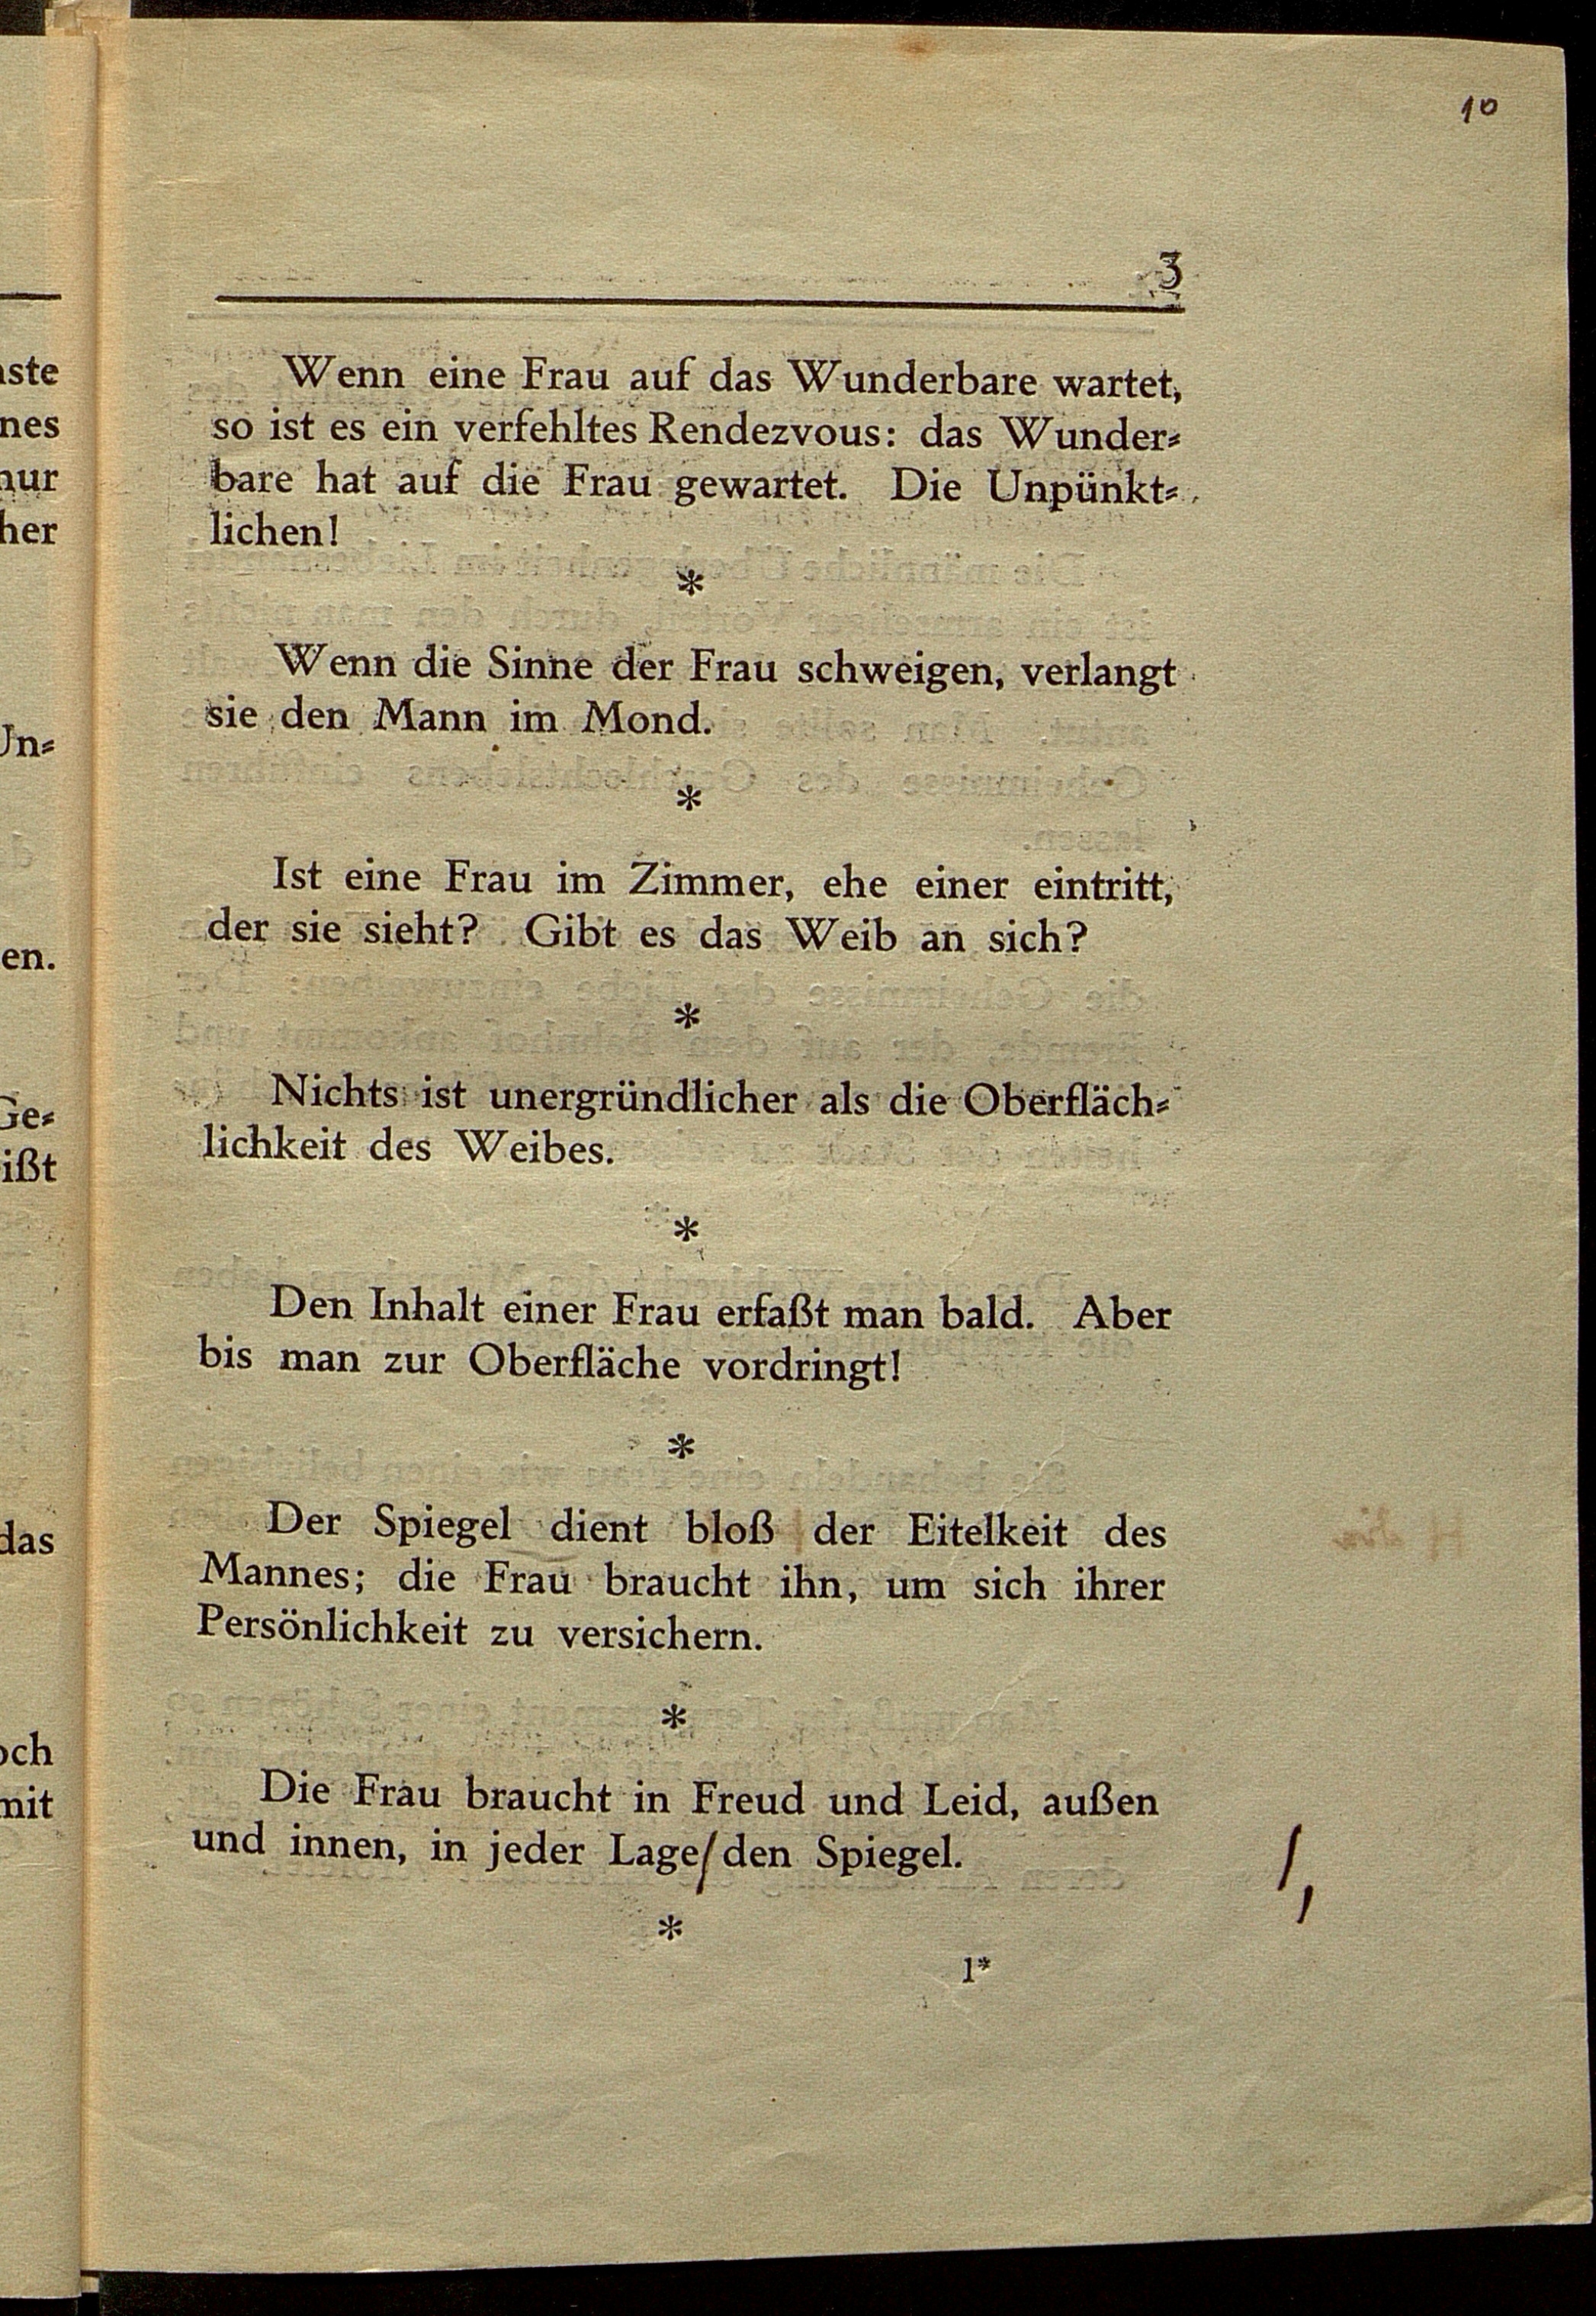 10
3
Wenn eine Frau auf das Wunderbare wartet,
so ist es ein verfehltes Rendezvous: das Wunder⸗
bare hat auf die Frau gewartet. Die Unpünkt⸗
lichen!
*
Wenn die Sinne der Frau schweigen, verlangt
sie den Mann im Mond.
*
Ist eine Frau im Zimmer, ehe einer eintritt,
der sie sieht? Gibt es das Weib an sich?
*
Nichts ist unergründlicher als die Oberfläch⸗
lichkeit des Weibes.
*
Den Inhalt einer Frau erfaßt man bald. Aber
bis man zur Oberfläche vordringt!
*
Der Spiegel dient bloß der Eitelkeit des
Mannes; die Frau braucht ihn, um sich ihrer
Persönlichkeit zu versichern.
*
Die Frau braucht in Freud und Leid, außen
und innen, in jeder Lage/den Spiegel.
/,
*
1*